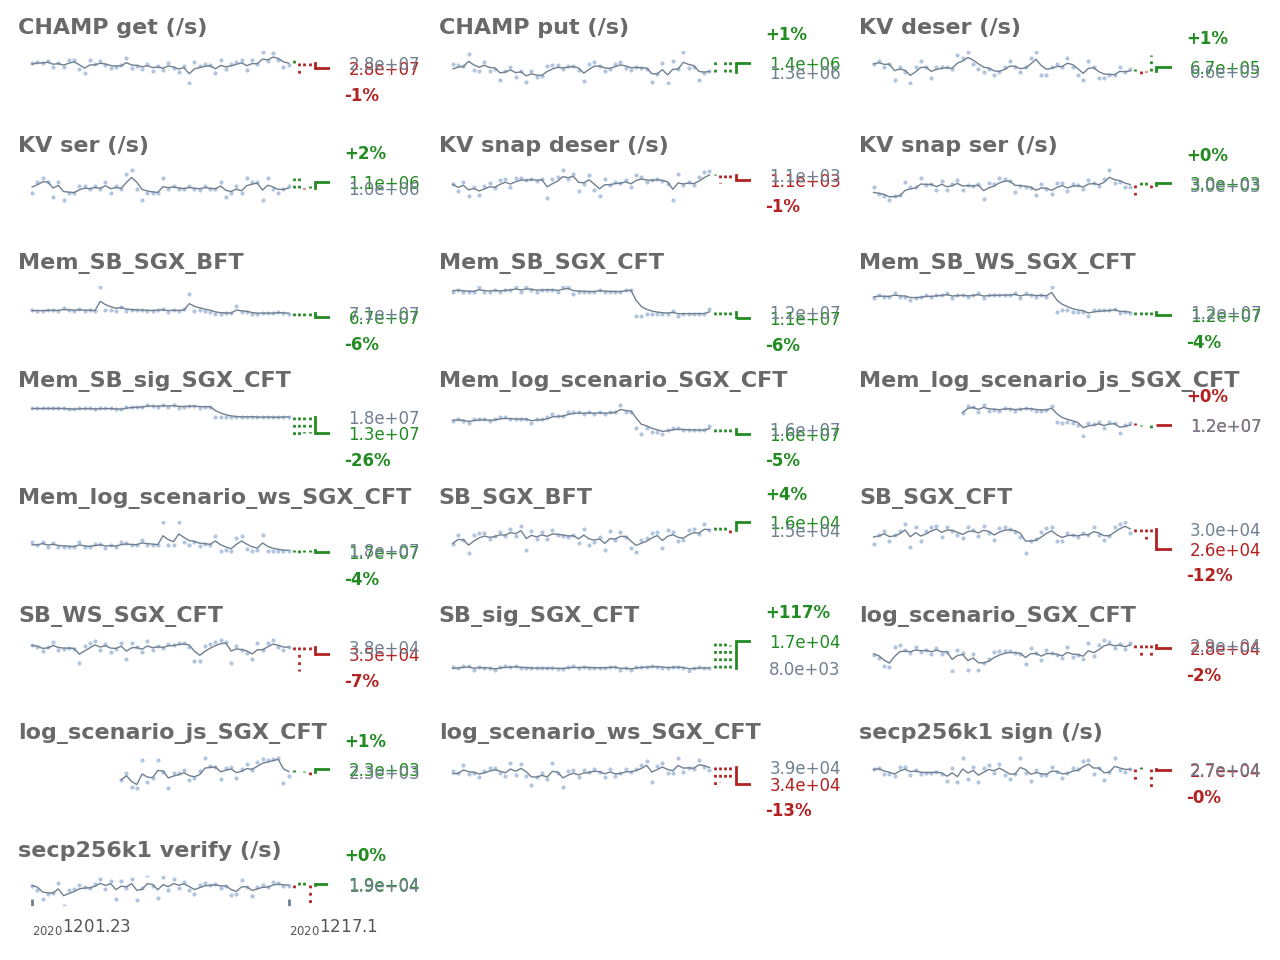 CHAMP get (/s)
2.8e+07
2.8e+07
-1%
CHAMP put (/s)
+1%
1.4e+06
1.3e+06
KV deser (/s)
+1%
6.7e+05
6.6e+05
KV ser (/s)
+2%
1.1e+06
1.0e+06
KV snap deser (/s)
1.1e+03
1.1e+03
-1%
KV snap ser (/s)
+0%
3.0e+03
3.0e+03
Mem_SB_SGX_BFT
7.1e+07
6.7e+07
-6%
Mem_SB_SGX_CFT
1.2e+07
1.1e+07
-6%
Mem_SB_WS_SGX_CFT
1.2e+07
1.2e+07
-4%
Mem_SB_sig_SGX_CFT
1.8e+07
1.3e+07
-26%
Mem_log_scenario_SGX_CFT
1.6e+07
1.6e+07
-5%
Mem_log_scenario_js_SGX_CFT
+0%
1.2e+07
Mem_log_scenario_ws_SGX_CFT
1.8e+07
1.7e+07
-4%
SB_SGX_BFT
+4%
1.6e+04
1.5e+04
SB_SGX_CFT
3.0e+04
2.6e+04
-12%
SB_WS_SGX_CFT
3.8e+04
3.5e+04
-7%
SB_sig_SGX_CFT
+117%
1.7e+04
8.0e+03
log_scenario_SGX_CFT
2.9e+04
2.8e+04
-2%
log_scenario_js_SGX_CFT
+1%
2.3e+03
2.3e+03
log_scenario_ws_SGX_CFT
3.9e+04
3.4e+04
-13%
secp256k1 sign (/s)
2.7e+04
2.7e+04
-0%
secp256k1 verify (/s)
+0%
1.9e+04
1.9e+04
2020 1201.23
2020 1217.1